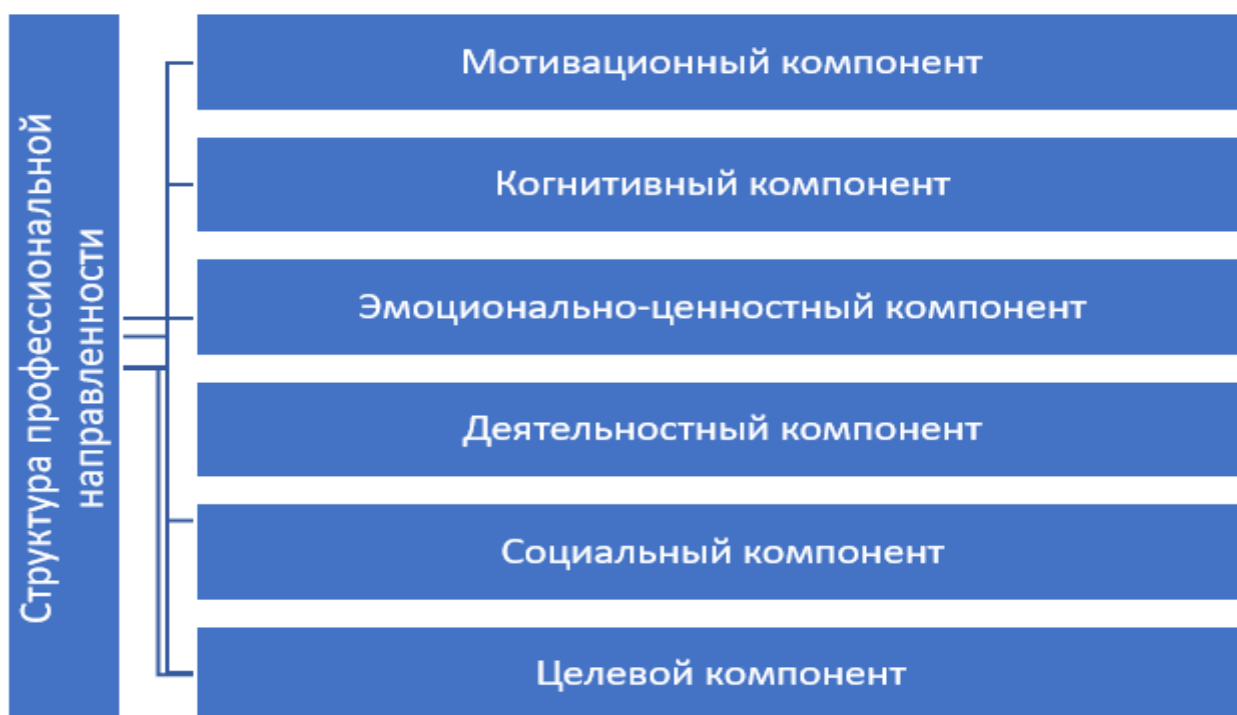 Структура профессиональной
направленности
Мотивационный компонент
Когнитивный компонент
Эмоционально-ценностный компонент
Деятельностный компонент
Социальный компонент
Целевой компонент